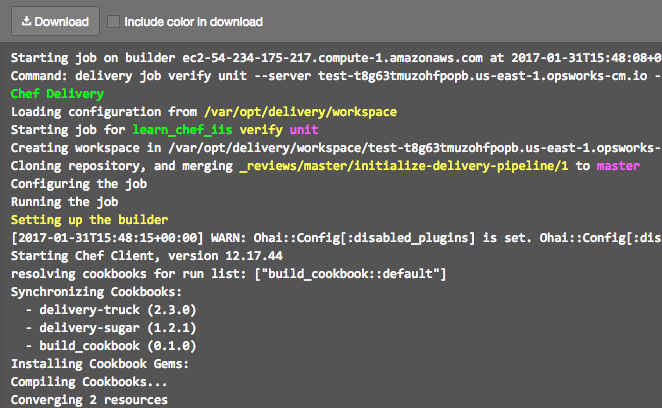 Download
Include color in download
Starting job on builder ec2-54-234-175-217.compute-1.amazonaws.com at 2017-01-31T15:48:08+0
Command: delivery job verify unit --server test-t8g63tmuzohfpopb.us-east-1.opsworks-cm.io -
Chef Delivery
Loading configuration from /var/opt/delivery/workspace
Starting job for learn_chef_iis verify unit
Creating workspace in /var/opt/delivery/workspace/test-t8g63tmuzohfpopb.us-east-1.opsworks-
Cloning repository, and merging _reviews/master/initialize-delivery-pipeline/1 to master
Configuring the job
Running the job
Setting up the builder
[2017-01-31T15:48:15+00:00] WARN: Ohai::Config[:disabled_plugins] is set. Ohai::Config[:dis
Starting Chef Client, version 12.17.44
resolving cookbooks for run list: ["build_cookbook::default"]
Synchronizing Cookbooks:
- delivery-truck (2.3.0)
- delivery-sugar (1.2.1)
- build_cookbook (0.1.0)
Installing Cookbook Gems:
Compiling Cookbooks...
Converging 2 resources